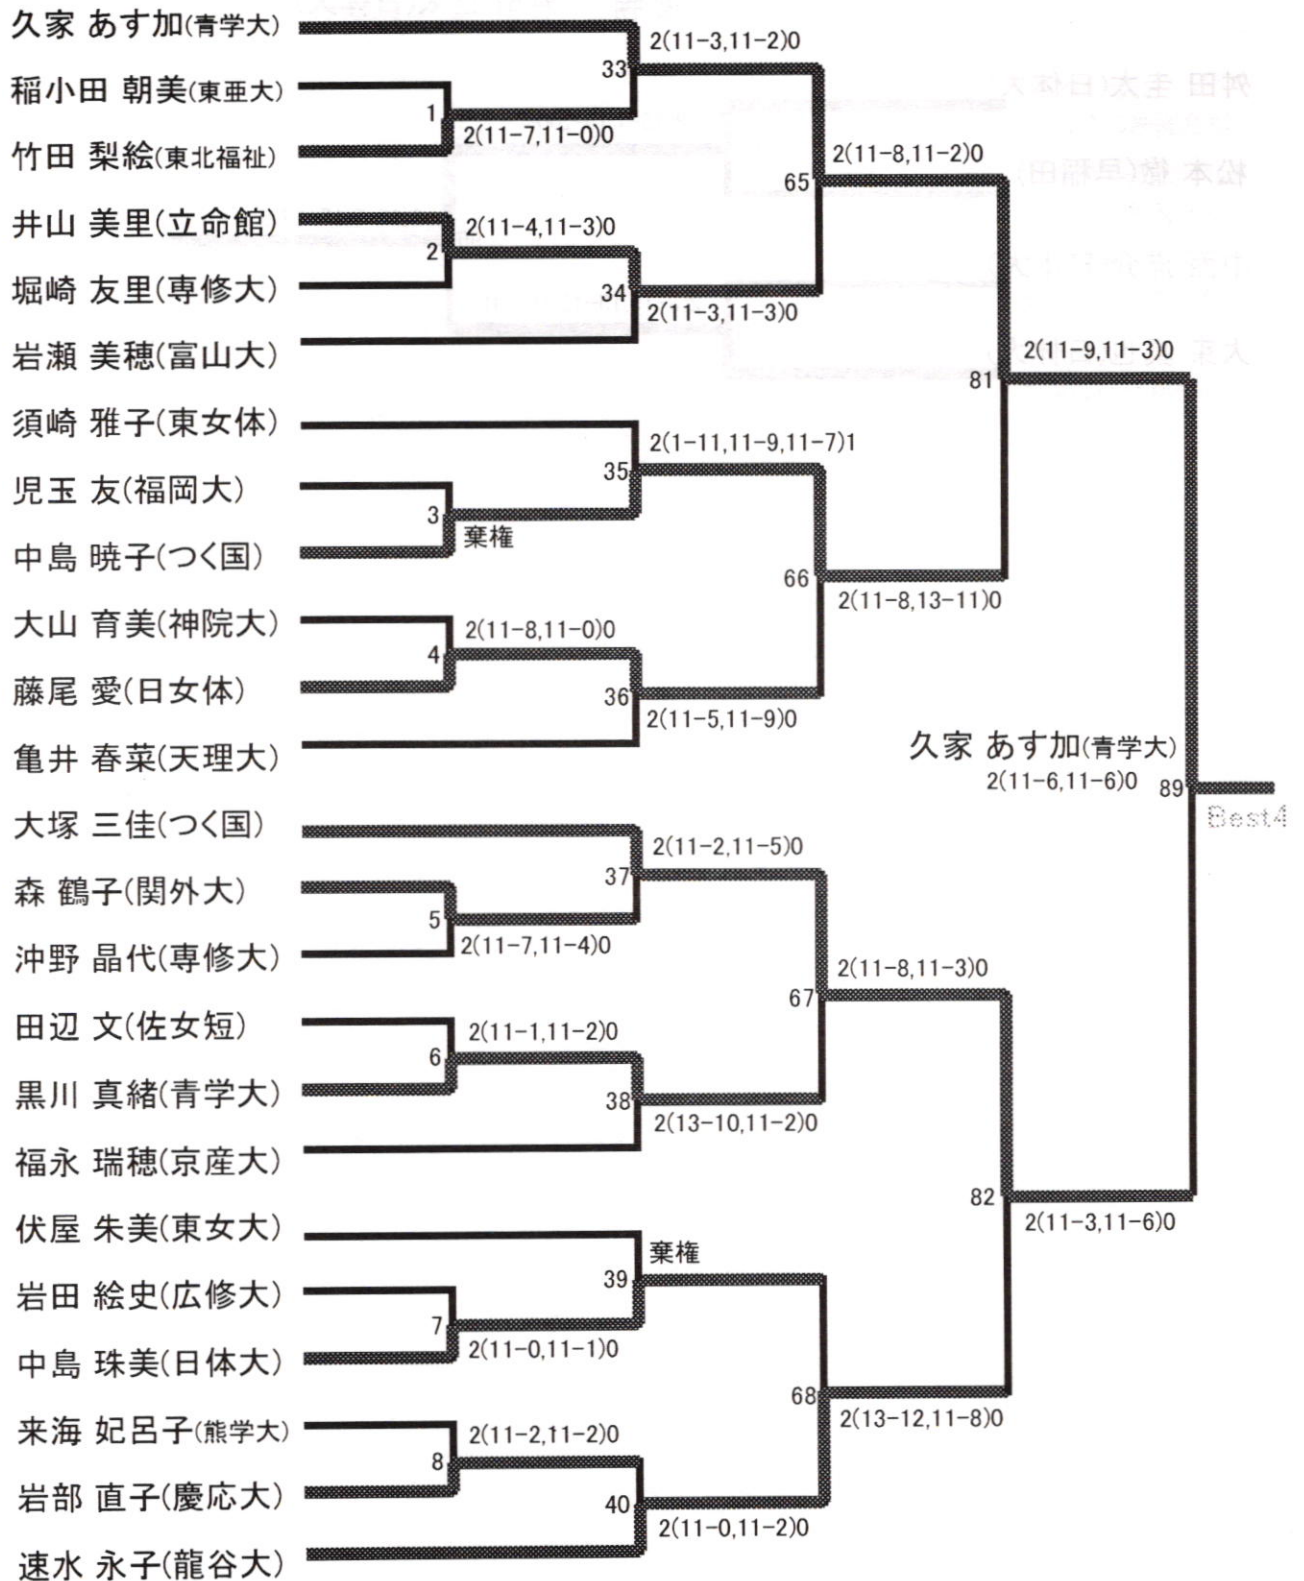 久家 あす加(青学大)
2(11-3,11-2)0
33
稲小田 朝美(東亜大)
1
2(11-7,11-0)0
竹田 梨絵(東北福祉)
2(11-8,11-2)0
65
井山 美里(立命館)
2(11-4,11-3)0
2
堀崎 友里(専修大)
34
2(11-3,11-3)0
岩瀬 美穂(富山大)
2(11-9,11-3)0
81
須崎 雅子(東女体)
2(1-11,11-9,11-7)1
35
児玉 友(福岡大)
3
棄権
中島 暁子(つく国)
66
2(11-8,13-11)0
大山 育美(神院大)
2(11-8,11-0)0
4
藤尾 愛(日女体)
36
2(11-5,11-9)0
亀井 春菜(天理大)
久家 あす加(青学大)
2(11-6,11-6)0
89
Best4
大塚 三佳(つく国)
2(11-2,11-5)0
37
森 鶴子(関外大)
5
2(11-7,11-4)0
沖野 晶代(専修大)
2(11-8,11-3)0
67
田辺 文(佐女短)
2(11-1,11-2)0
6
黒川 真緒(青学大)
38
2(13-10,11-2)0
福永 瑞穂(京産大)
82
2(11-3,11-6)0
伏屋 朱美(東女大)
棄権
39
岩田 絵史(広修大)
7
2(11-0,11-1)0
中島 珠美(日体大)
68
2(13-12,11-8)0
来海 妃呂子(熊学大)
2(11-2,11-2)0
8
岩部 直子(慶応大)
40
2(11-0,11-2)0
速水 永子(龍谷大)